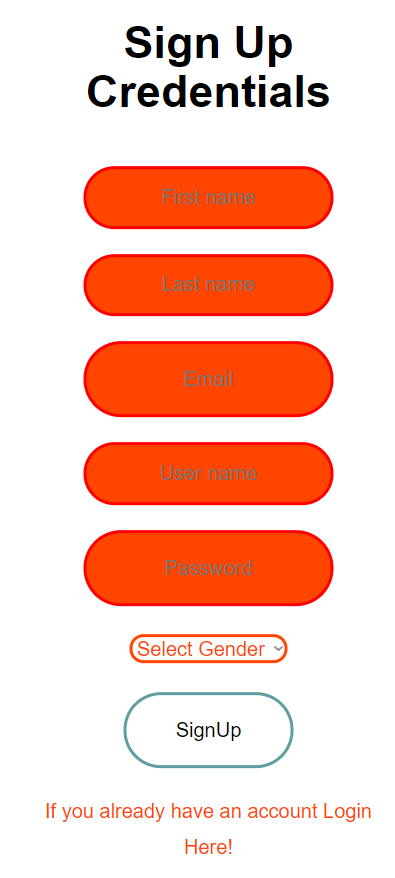 Sign Up
Credentials
First name
Last name
Email
User name
Password
Select Gender
SignUp
If you already have an account Login
Here!